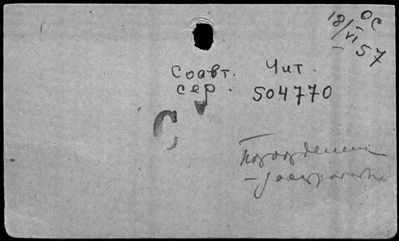 ОС
18/VI 57
Соавт. Чит.
сер. 504770
С